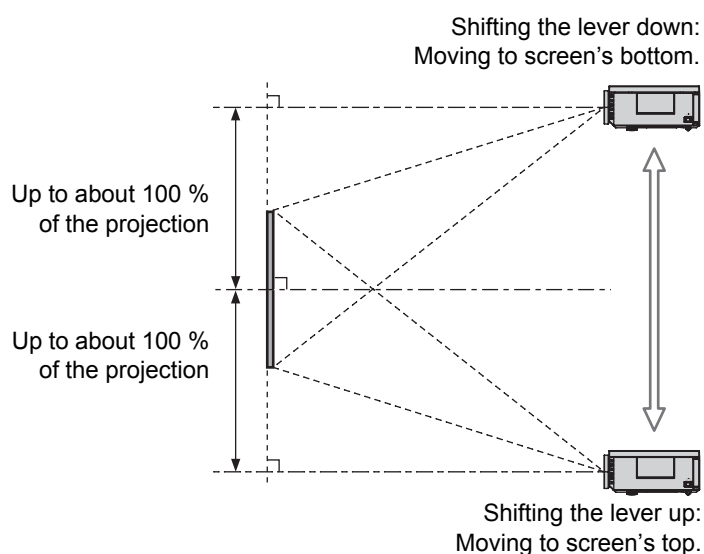 Shifting the lever down:
Moving to screen's bottom.
Up to about 100 %
of the projection
Up to about 100 %
of the projection
Shifting the lever up:
Moving to screen's top.